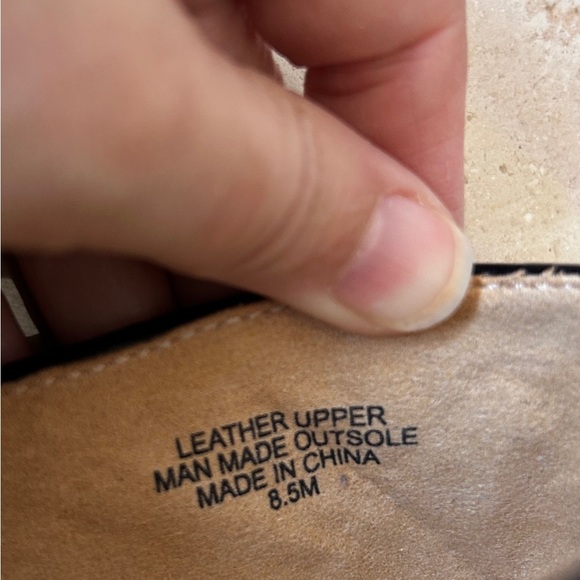 LEATHER UPPER
MAN MADE OUTSOLE
MADE IN CHINA
8.5M